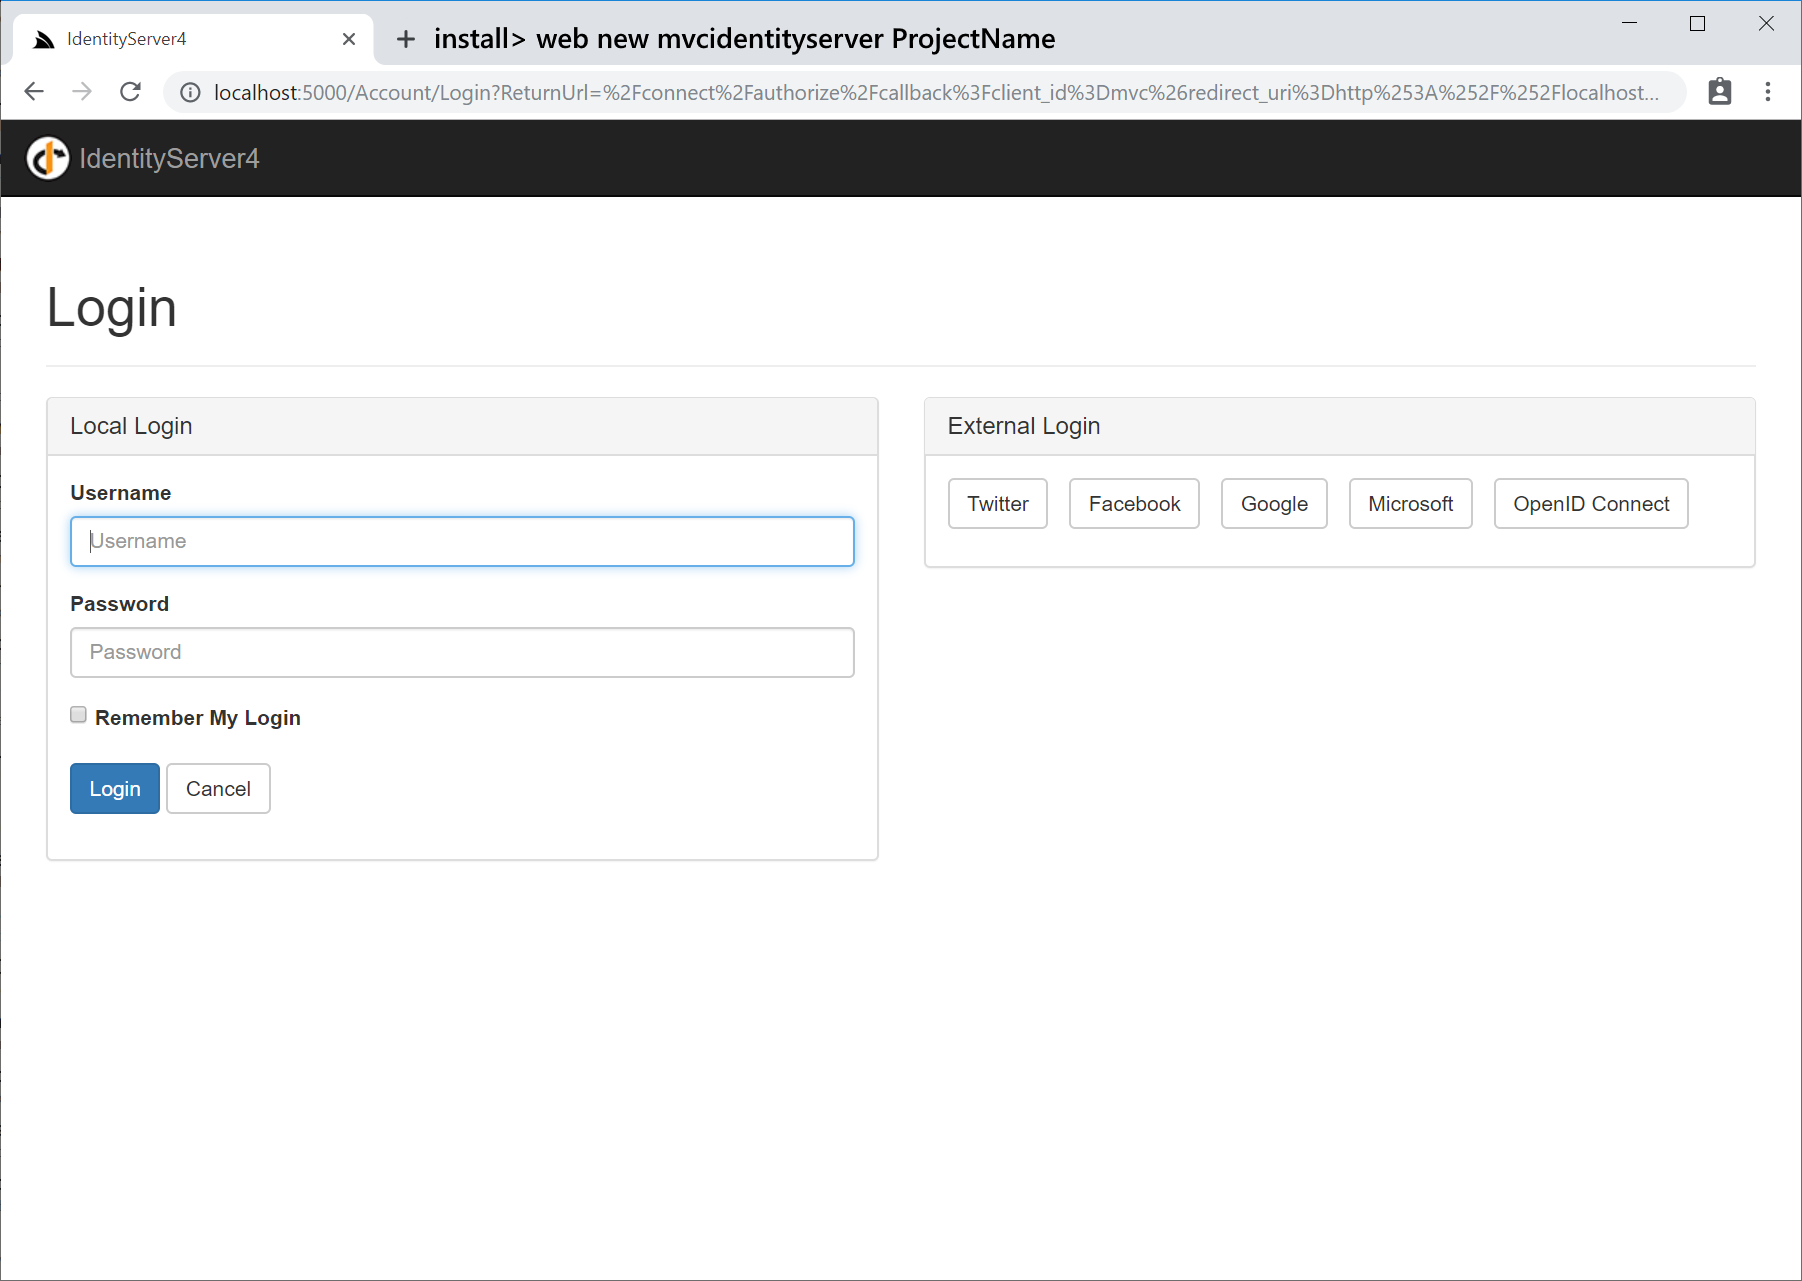 IdentityServer4
install> web new mvcidentityserver ProjectName
localhost:5000/Account/Login?ReturnUrl=%2Fconnect%2Fauthorize%2Fcallback%3Fclient_id%3Dmvc%26redirect_uri%3Dhttp%253A%252F%252Flocalhost...
IdentityServer4
Login
Local Login
Username
Username
Password
Password
Remember My Login
Login Cancel
External Login
Twitter Facebook Google Microsoft OpenID Connect